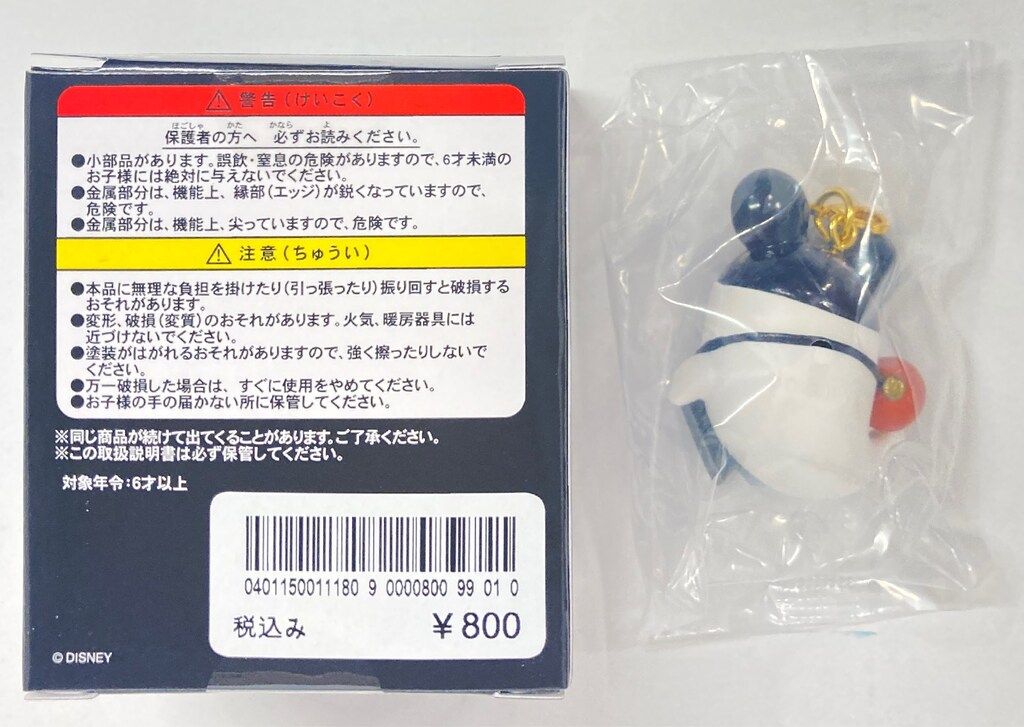 ⚠ 警告(けいこく)
保護者の方へ 必ずお読みください。
ほごしゃ かた かなら よ
●小部品があります。誤飲・窒息の危険がありますので、6才未満の
お子様には絶対に与えないでください。
●金属部分は、機能上、縁部(エッジ)が鋭くなっていますので、
危険です。
●金属部分は、機能上、尖っていますので、危険です。
⚠ 注意(ちゅうい)
●本品に無理な負担を掛けたり(引っ張ったり)振り回すと破損する
おそれがあります。
●変形、破損(変質)のおそれがあります。火気、暖房器具には
近づけないでください。
●塗装がはがれるおそれがありますので、強く擦ったりしないで
ください。
●万一破損した場合は、すぐに使用をやめてください。
●お子様の手の届かない所に保管してください。
※同じ商品が続けて出てくることがあります。ご了承ください。
※この取扱説明書は必ず保管してください。
対象年令:6才以上
0401150011180 9 0000800 99 01 0
税込み ¥800
©DISNEY